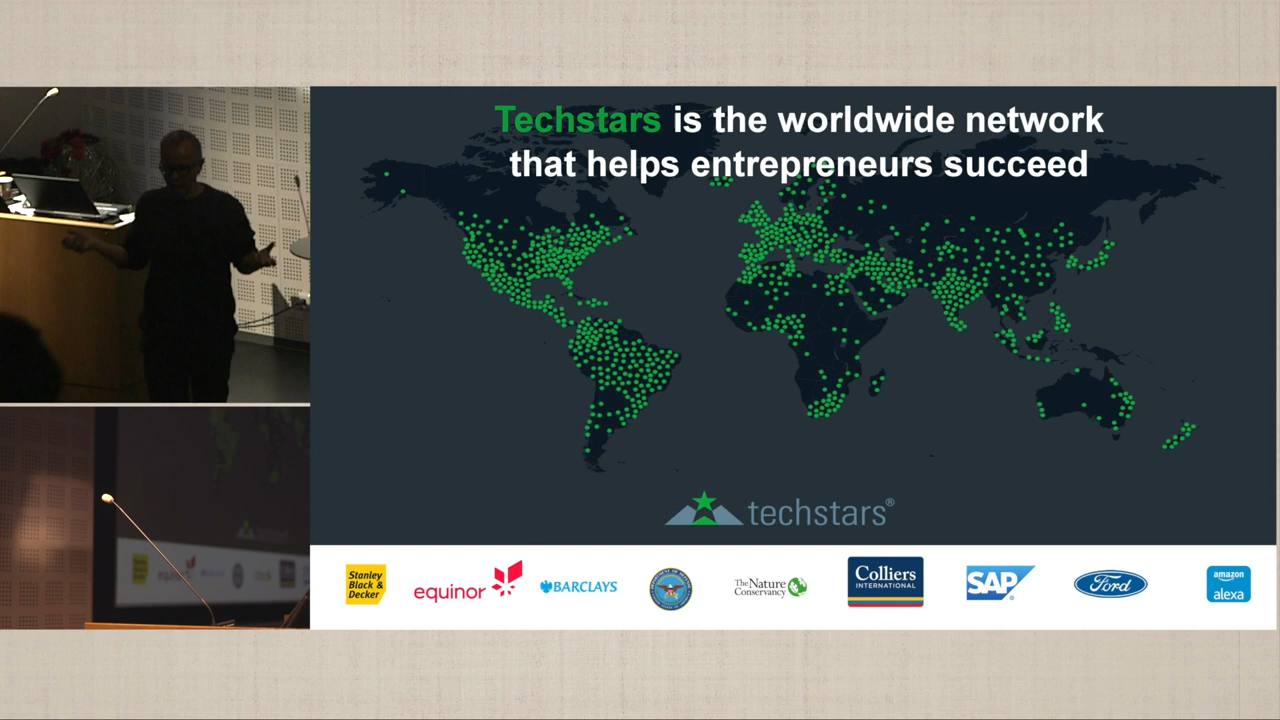 Techstars is the worldwide network
that helps entrepreneurs succeed
techstars®
Stanley
Black &
Decker
equinor
BARCLAYS
The Nature
Conservancy
Colliers
INTERNATIONAL
SAP®
Ford
amazon
alexa